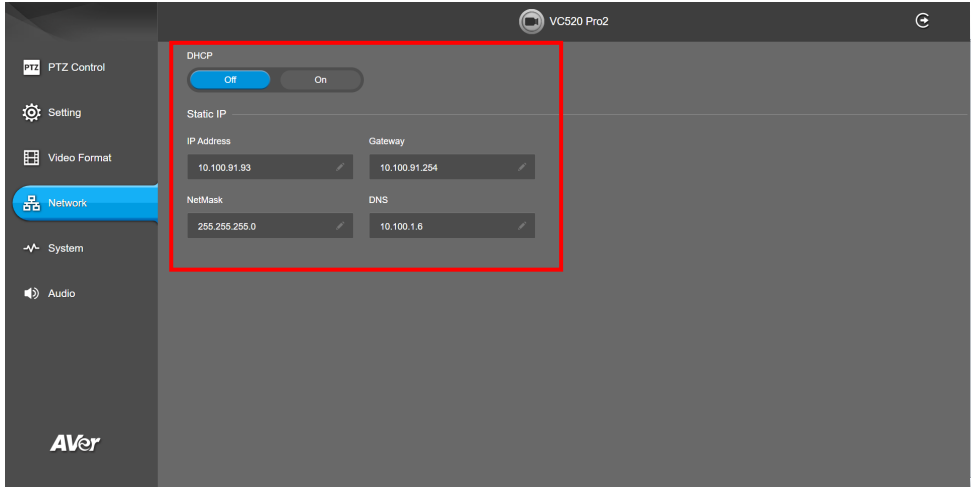 VC520 Pro2
PTZ PTZ Control
Setting
Video Format
Network
System
Audio
AVer
DHCP
Off On
Static IP
IP Address Gateway
10.100.91.93 10.100.91.254
NetMask DNS
255.255.255.0 10.100.1.6